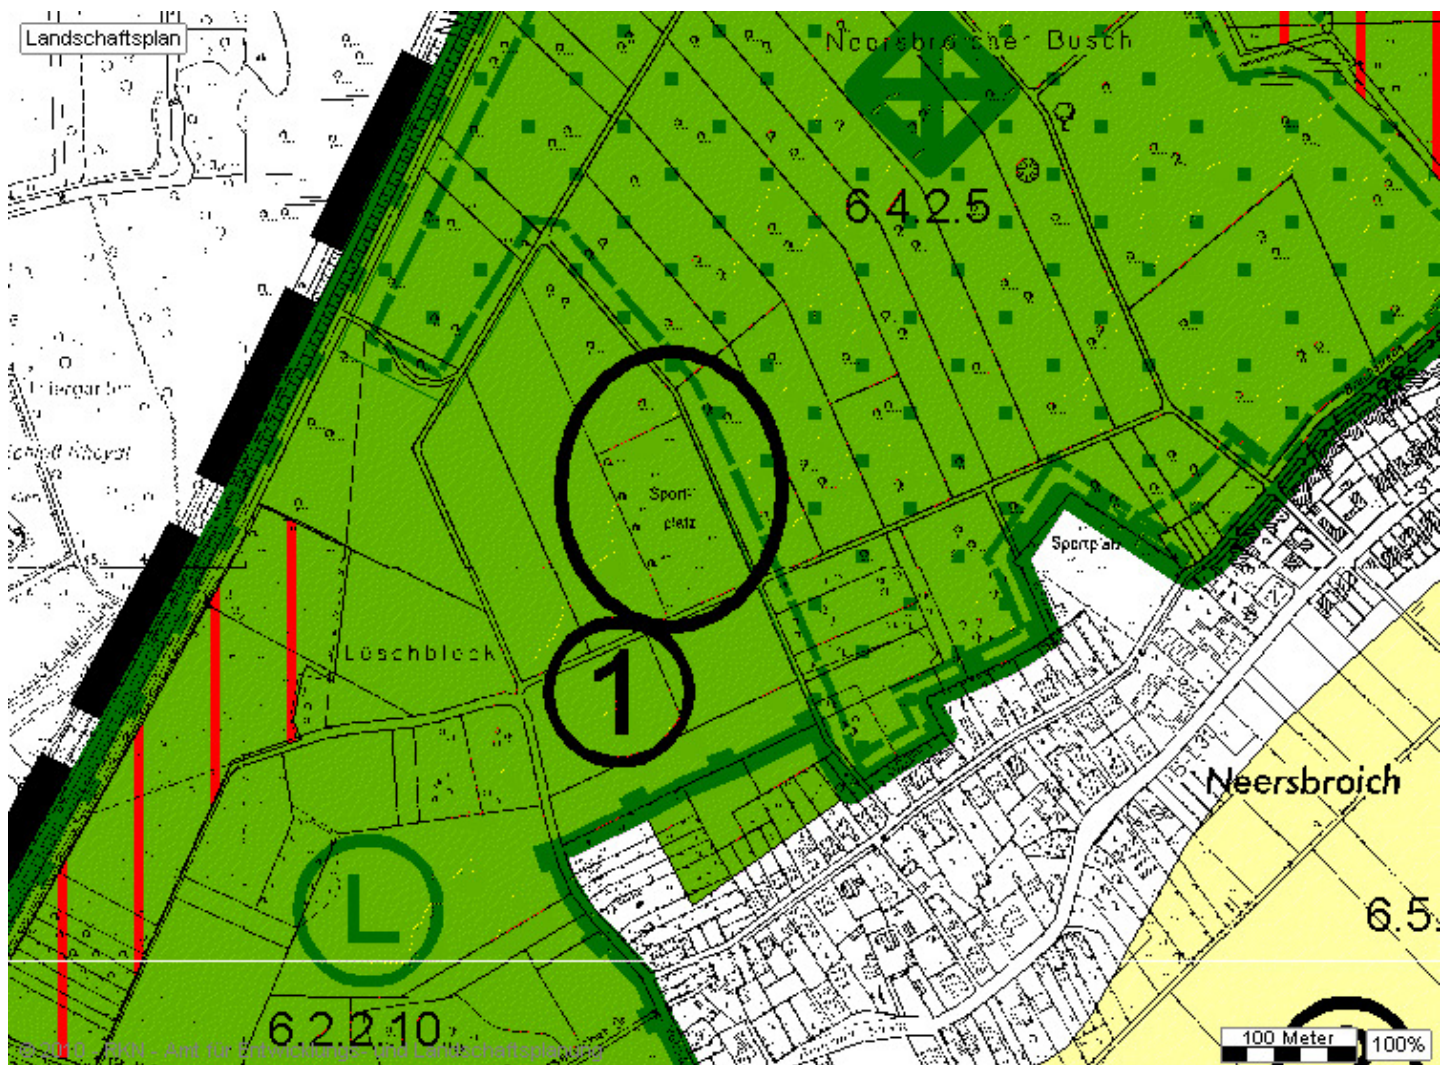 Landschaftsplan
Neersbroicher Busch
6.4.2.5
Sport-
platz
Sportplatz
1
Löschbleck
Neersbroich
6.5.
L
6.2.2.10
100 Meter
100%